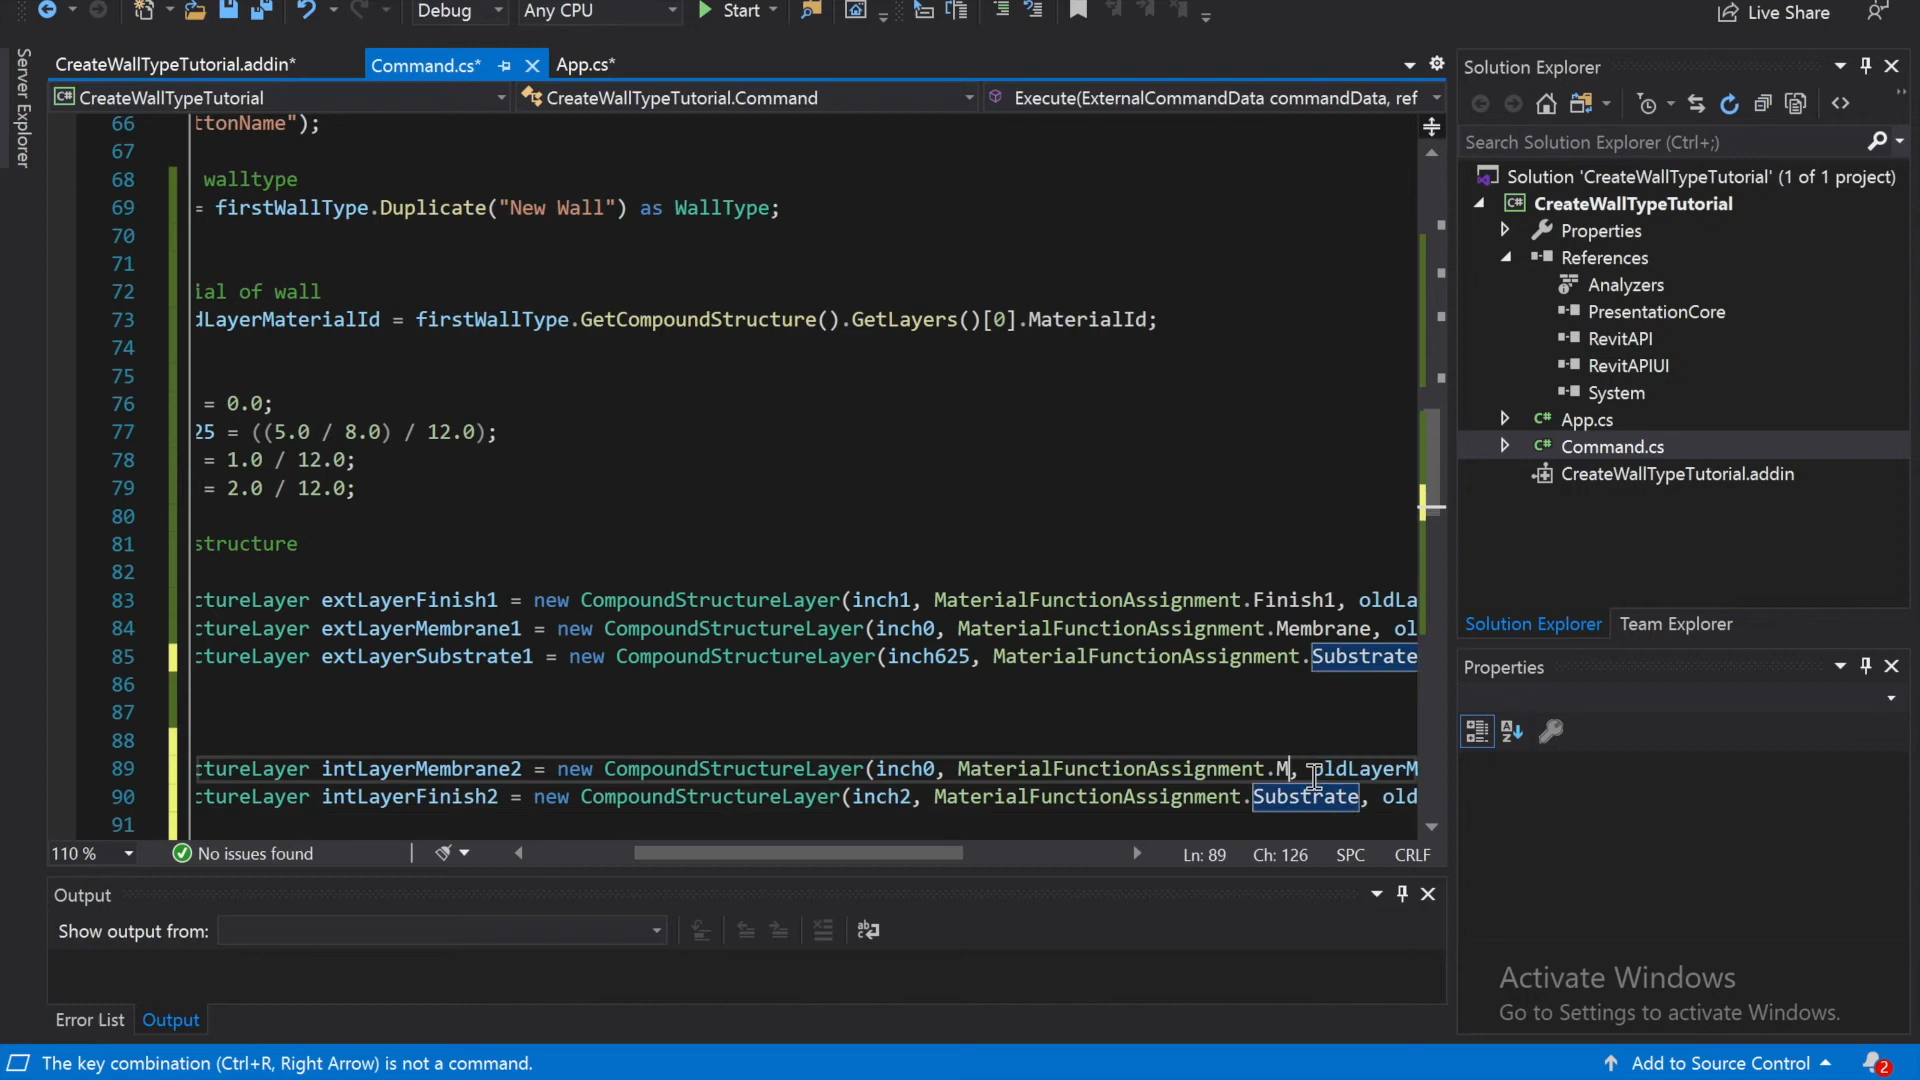 Debug
Any CPU
Start
Live Share
Server Explorer
CreateWallTypeTutorial.addin*
Command.cs*
App.cs*
CreateWallTypeTutorial
CreateWallTypeTutorial.Command
Execute(ExternalCommandData commandData, ref
66 ttonName");
67
68 walltype
69 = firstWallType.Duplicate("New Wall") as WallType;
70
71
72 ial of wall
73 dLayerMaterialId = firstWallType.GetCompoundStructure().GetLayers()[0].MaterialId;
74
75
76 = 0.0;
77 25 = ((5.0 / 8.0) / 12.0);
78 = 1.0 / 12.0;
79 = 2.0 / 12.0;
80
81 structure
82
83 ctureLayer extLayerFinish1 = new CompoundStructureLayer(inch1, MaterialFunctionAssignment.Finish1, oldLa
84 ctureLayer extLayerMembrane1 = new CompoundStructureLayer(inch0, MaterialFunctionAssignment.Membrane, ol
85 ctureLayer extLayerSubstrate1 = new CompoundStructureLayer(inch625, MaterialFunctionAssignment.Substrate
86
87
88
89 ctureLayer intLayerMembrane2 = new CompoundStructureLayer(inch0, MaterialFunctionAssignment.M, oldLayerM
90 ctureLayer intLayerFinish2 = new CompoundStructureLayer(inch2, MaterialFunctionAssignment.Substrate, old
91
110 %
No issues found
Ln: 89
Ch: 126
SPC
CRLF
Output
Show output from:
Error List
Output
Solution Explorer
Search Solution Explorer (Ctrl+;)
Solution 'CreateWallTypeTutorial' (1 of 1 project)
CreateWallTypeTutorial
Properties
References
Analyzers
PresentationCore
RevitAPI
RevitAPIUI
System
C# App.cs
C# Command.cs
CreateWallTypeTutorial.addin
Solution Explorer
Team Explorer
Properties
Activate Windows
Go to Settings to activate Windows.
The key combination (Ctrl+R, Right Arrow) is not a command.
Add to Source Control
2